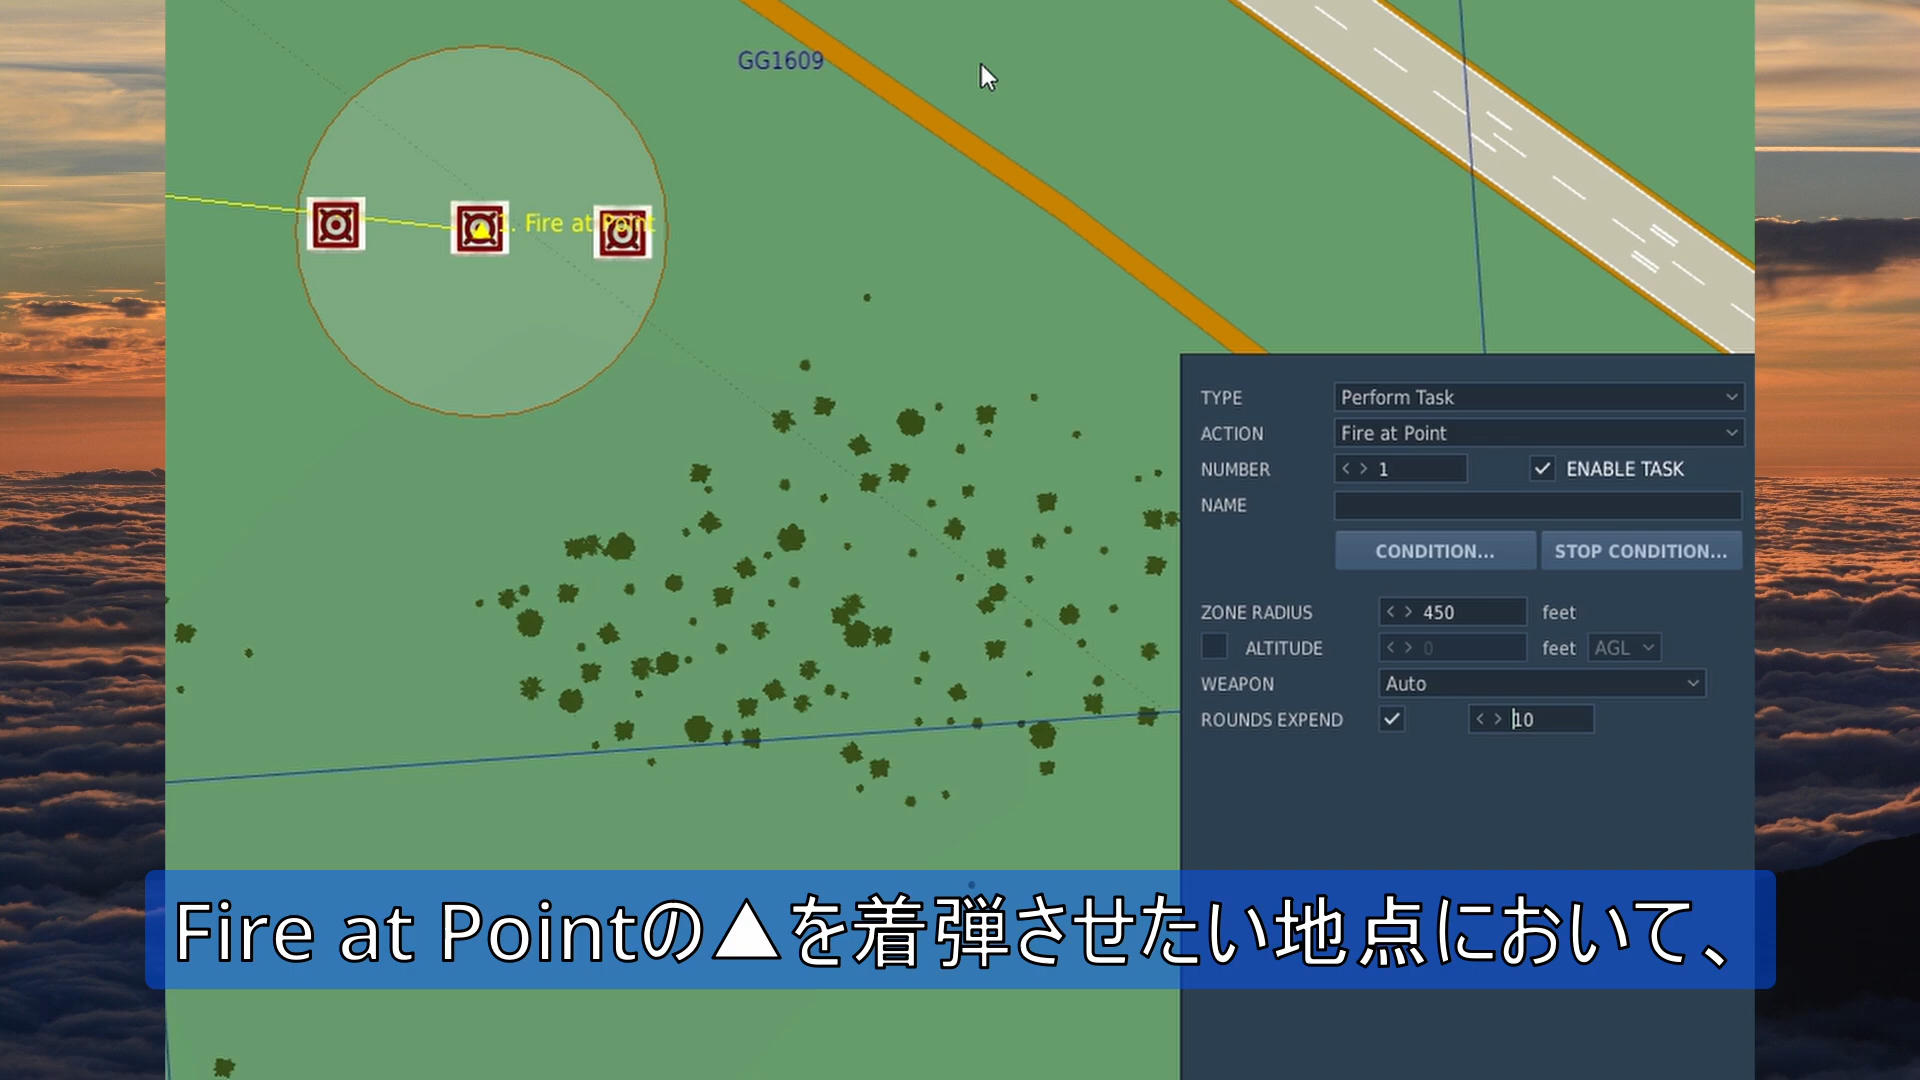 GG1609
1. Fire at Point
TYPE Perform Task
ACTION Fire at Point
NUMBER < > 1 ENABLE TASK
NAME
CONDITION... STOP CONDITION...
ZONE RADIUS < > 450 feet
ALTITUDE < > 0 feet AGL
WEAPON Auto
ROUNDS EXPEND < > 10
Fire at Pointの▲を着弾させたい地点において、